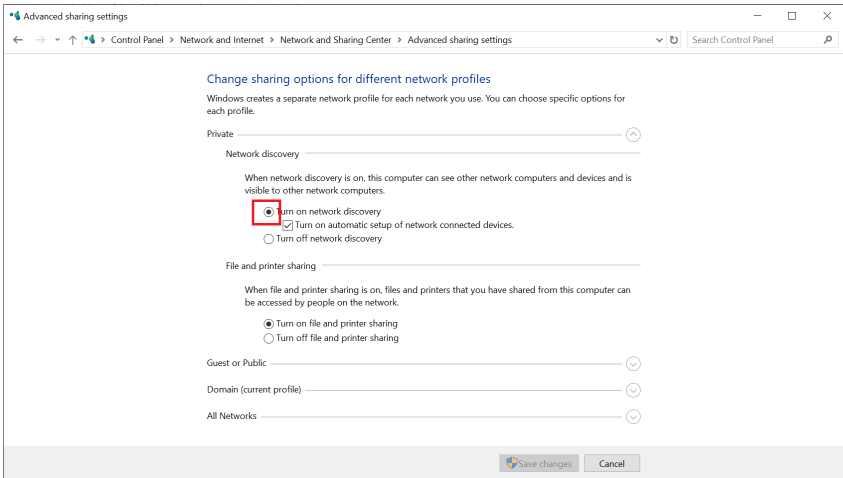 Advanced sharing settings
Control Panel > Network and Internet > Network and Sharing Center > Advanced sharing settings
Search Control Panel
Change sharing options for different network profiles
Windows creates a separate network profile for each network you use. You can choose specific options for
each profile.
Private
Network discovery
When network discovery is on, this computer can see other network computers and devices and is
visible to other network computers.
Turn on network discovery
Turn on automatic setup of network connected devices.
Turn off network discovery
File and printer sharing
When file and printer sharing is on, files and printers that you have shared from this computer can
be accessed by people on the network.
Turn on file and printer sharing
Turn off file and printer sharing
Guest or Public
Domain (current profile)
All Networks
Save changes
Cancel